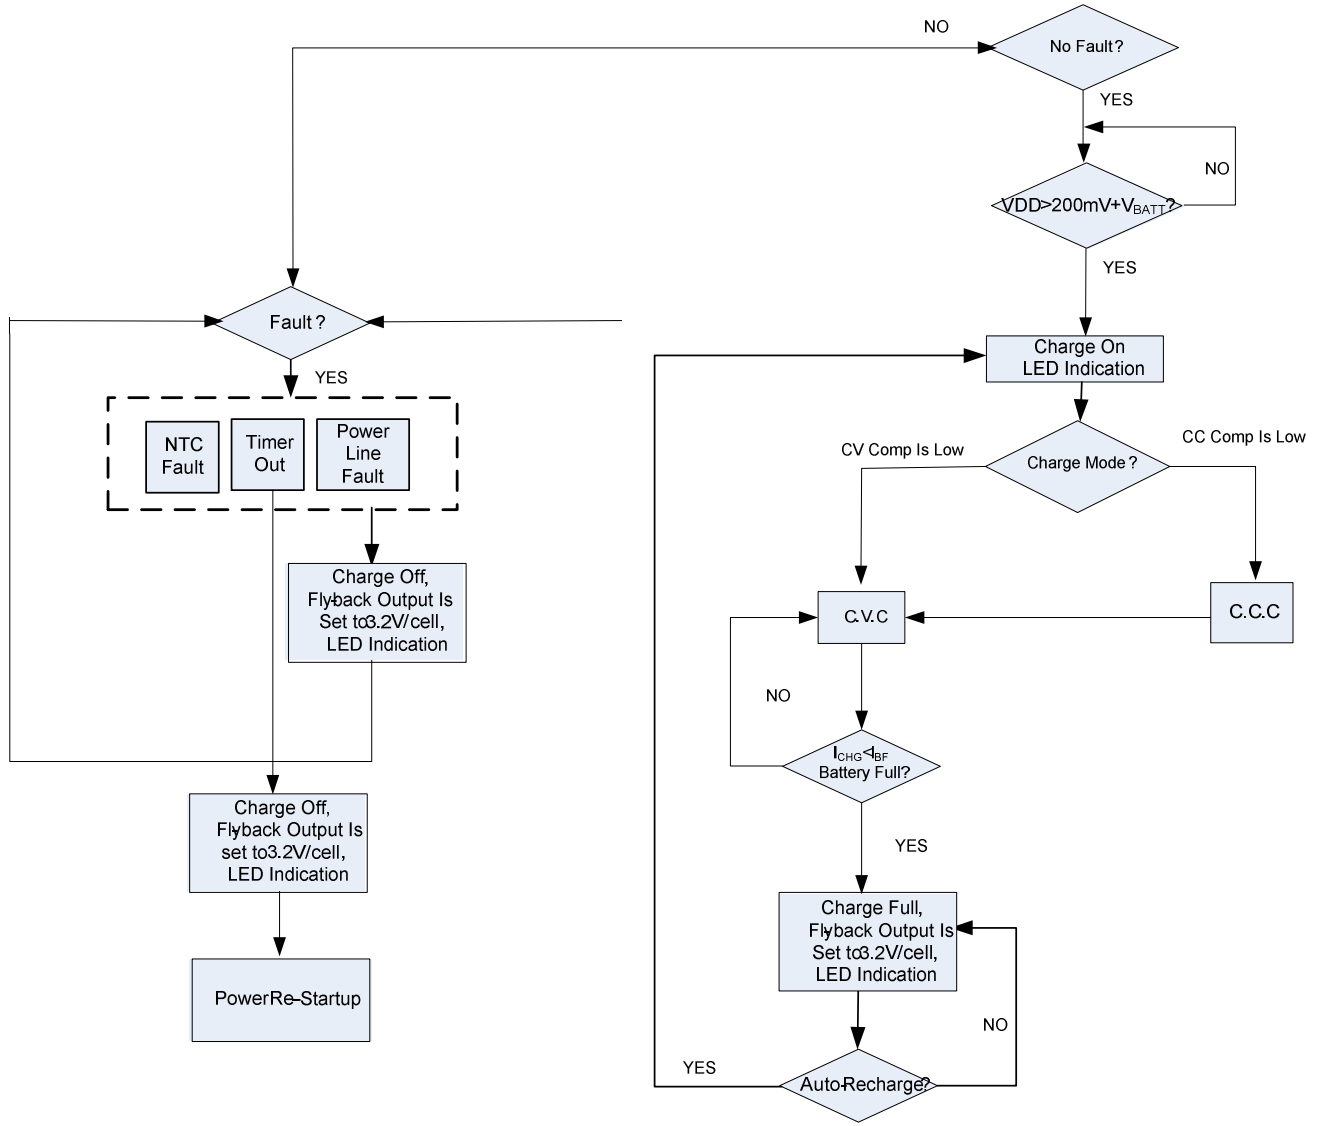 NO
No Fault?
YES
NO
VDD>200mV+VBATT?
YES
Charge On
LED Indication
CV Comp Is Low
CC Comp Is Low
Charge Mode?
C.V.C
C.C.C
NO
ICHG<IBF
Battery Full?
YES
Charge Full,
Flyback Output Is
Set to3.2V/cell,
LED Indication
NO
YES
Auto-Recharge?
Fault?
YES
NTC
Fault
Timer
Out
Power
Line
Fault
Charge Off,
Flyback Output Is
Set to3.2V/cell,
LED Indication
Charge Off,
Flyback Output Is
set to3.2V/cell,
LED Indication
PowerRe-Startup